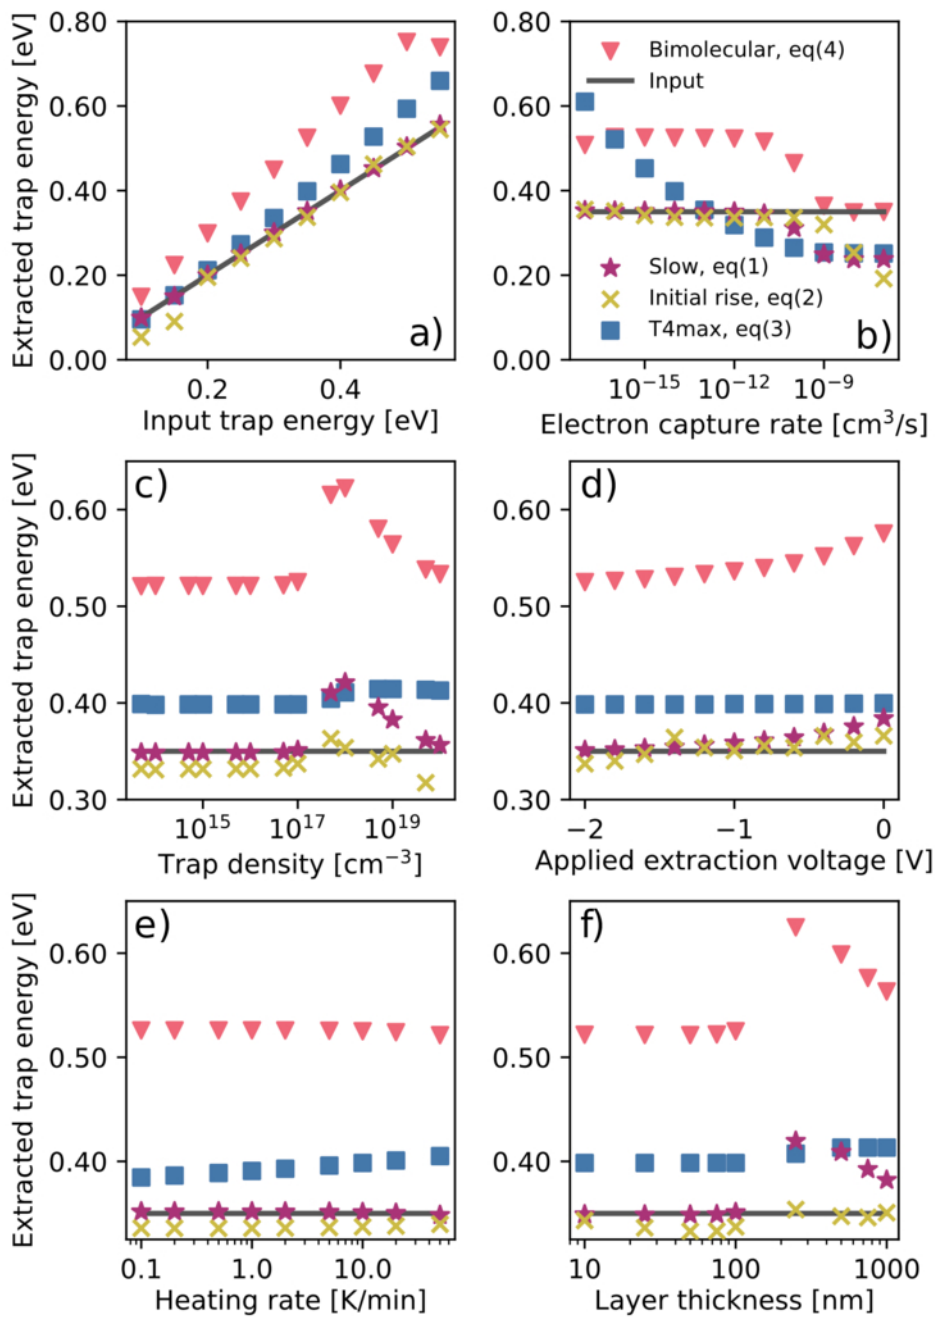 Extracted trap energy [eV]
0.80
0.60
0.40
0.20
0.00
a)
0.2
0.4
Input trap energy [eV]
0.80
0.60
0.40
0.20
0.00
Bimolecular, eq(4)
Input
Slow, eq(1)
Initial rise, eq(2)
T4max, eq(3)
b)
10⁻¹⁵
10⁻¹²
10⁻⁹
Electron capture rate [cm³/s]
Extracted trap energy [eV]
c)
0.60
0.50
0.40
0.30
10¹⁵
10¹⁷
10¹⁹
Trap density [cm⁻³]
d)
0.60
0.50
0.40
0.30
−2
−1
0
Applied extraction voltage [V]
Extracted trap energy [eV]
e)
0.60
0.50
0.40
0.1
1.0
10.0
Heating rate [K/min]
f)
0.60
0.50
0.40
10
100
1000
Layer thickness [nm]